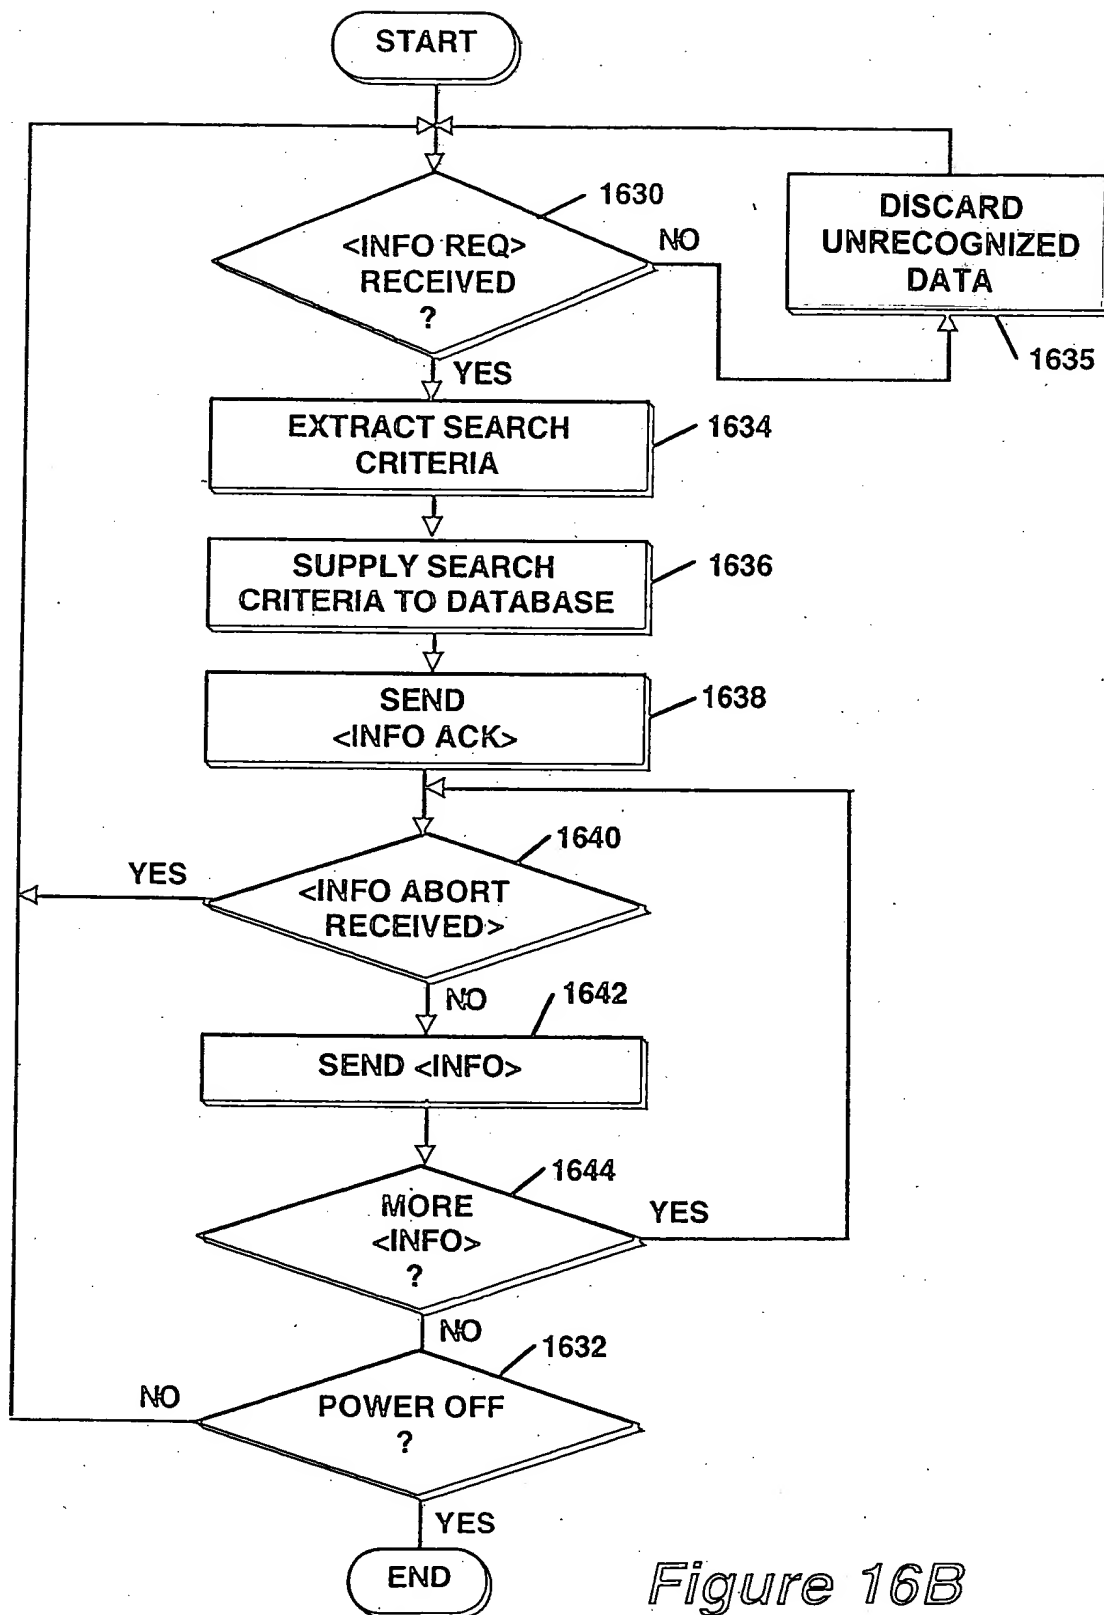 START
1630
<INFO REQ>
RECEIVED
?
NO
DISCARD
UNRECOGNIZED
DATA
1635
YES
EXTRACT SEARCH
CRITERIA
1634
SUPPLY SEARCH
CRITERIA TO DATABASE
1636
SEND
<INFO ACK>
1638
1640
YES
<INFO ABORT
RECEIVED>
NO
1642
SEND <INFO>
1644
MORE
<INFO>
?
YES
NO
1632
NO
POWER OFF
?
YES
END
Figure 16B